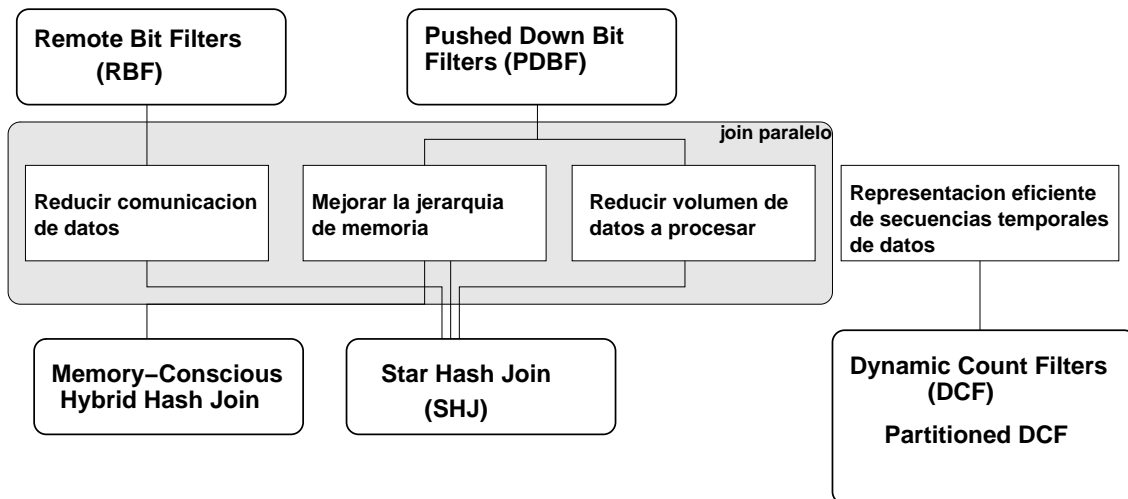 Remote Bit Filters
(RBF)
Pushed Down Bit
Filters (PDBF)
join paralelo
Reducir comunicacion
de datos
Mejorar la jerarquia
de memoria
Reducir volumen de
datos a procesar
Representacion eficiente
de secuencias temporales
de datos
Memory−Conscious
Hybrid Hash Join
Star Hash Join
(SHJ)
Dynamic Count Filters
(DCF)
Partitioned DCF